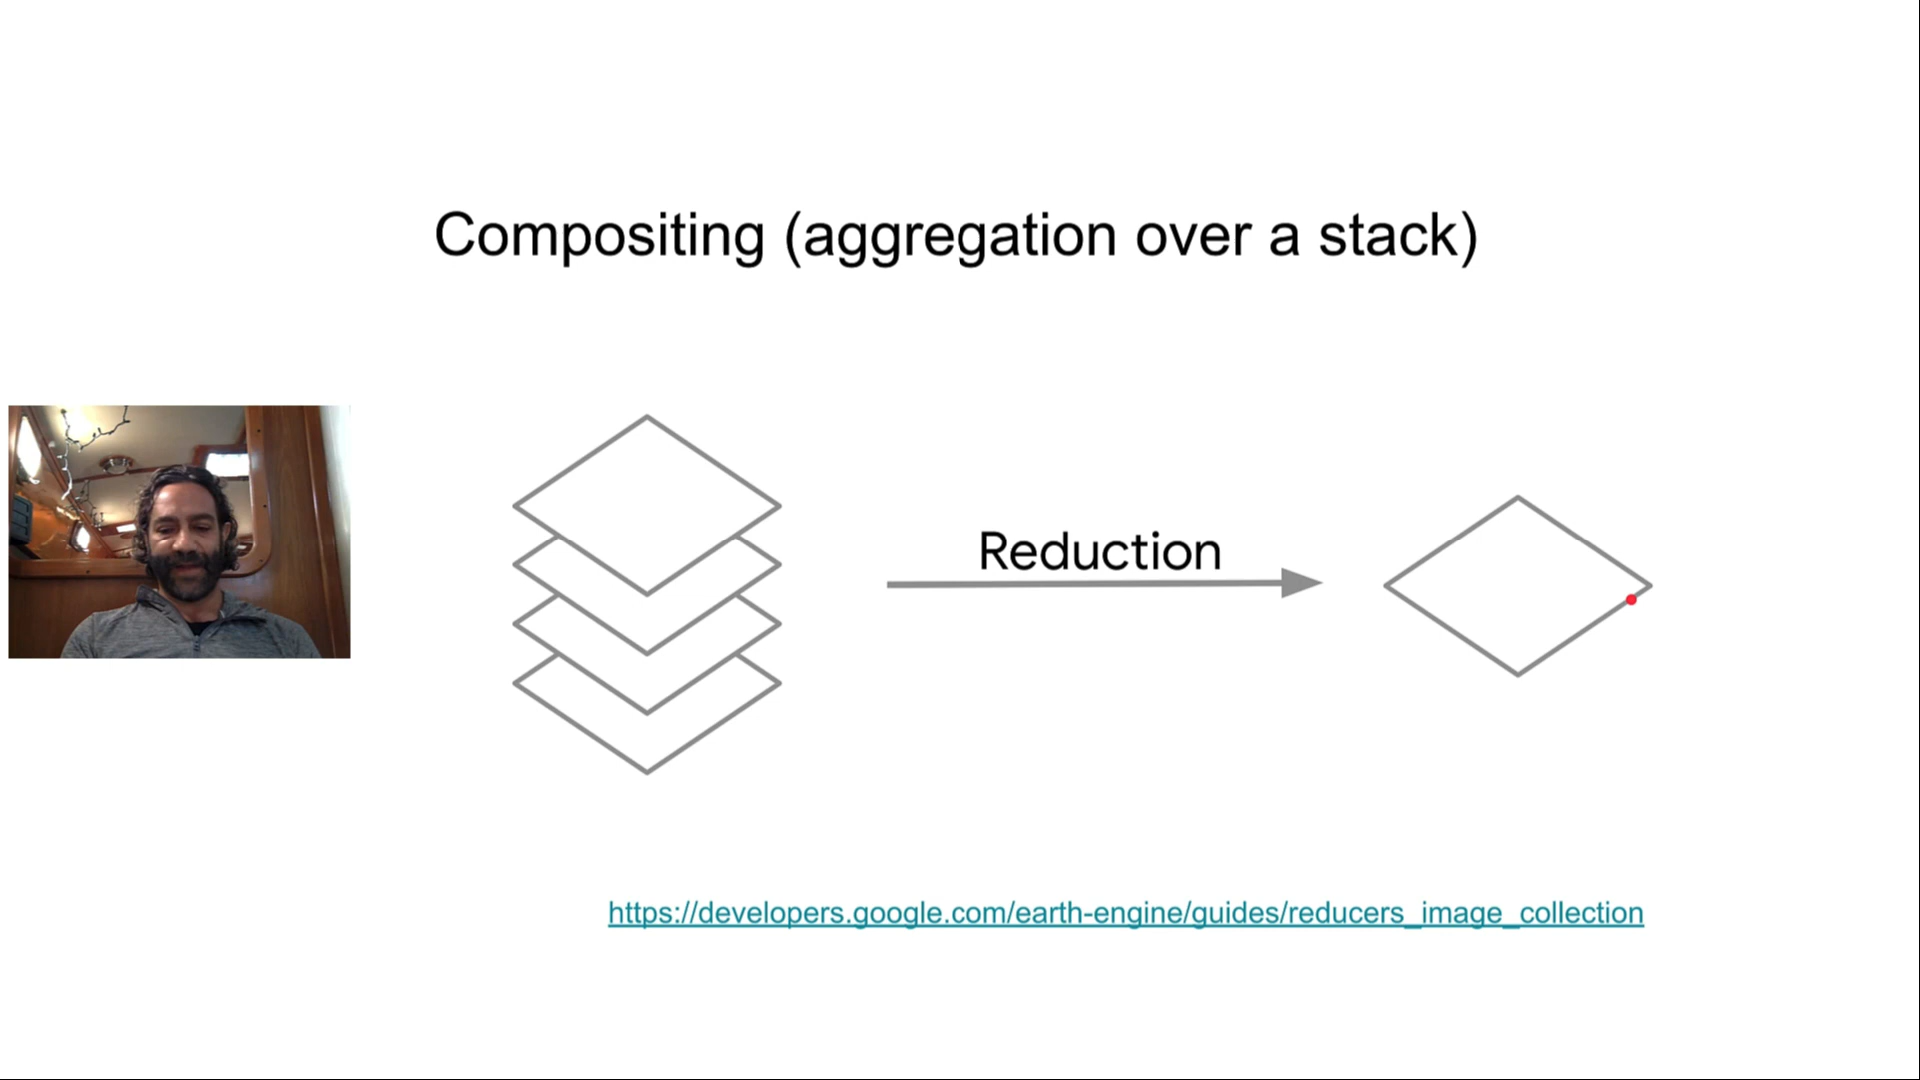 Compositing (aggregation over a stack)
Reduction
https://developers.google.com/earth-engine/guides/reducers_image_collection